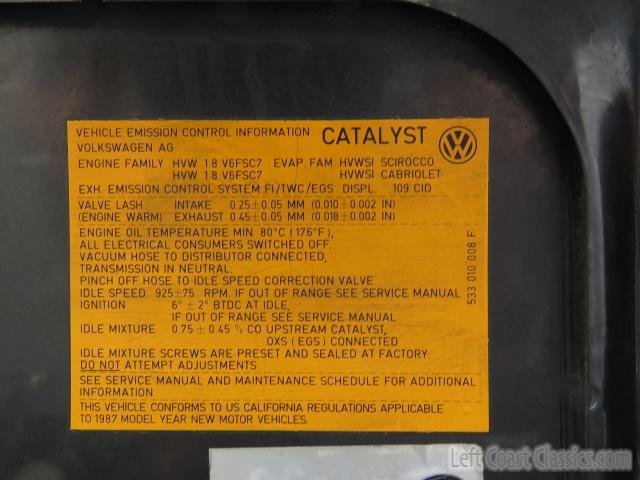 VEHICLE EMISSION CONTROL INFORMATION CATALYST
VOLKSWAGEN AG
ENGINE FAMILY HVW 1.8 V6FSC7 EVAP. FAM. HVWSI SCIROCCO
HVW 1.8 V6FSC7 HVWSI CABRIOLET
EXH. EMISSION CONTROL SYSTEM FI/TWC/EGS DISPL. 109 CID
VALVE LASH INTAKE 0.25±0.05 MM (0.010±0.002 IN)
(ENGINE WARM) EXHAUST 0.45±0.05 MM (0.018±0.002 IN)
ENGINE OIL TEMPERATURE MIN. 80°C (176°F),
ALL ELECTRICAL CONSUMERS SWITCHED OFF.
VACUUM HOSE TO DISTRIBUTOR CONNECTED,
TRANSMISSION IN NEUTRAL.
PINCH OFF HOSE TO IDLE SPEED CORRECTION VALVE
IDLE SPEED 925±75 RPM, IF OUT OF RANGE SEE SERVICE MANUAL
IGNITION 6° ± 2° BTDC AT IDLE,
IF OUT OF RANGE SEE SERVICE MANUAL
IDLE MIXTURE 0.75 ± 0.45 % CO UPSTREAM CATALYST,
OXS (EGS) CONNECTED
IDLE MIXTURE SCREWS ARE PRESET AND SEALED AT FACTORY.
DO NOT ATTEMPT ADJUSTMENTS
SEE SERVICE MANUAL AND MAINTENANCE SCHEDULE FOR ADDITIONAL
INFORMATION
THIS VEHICLE CONFORMS TO US CALIFORNIA REGULATIONS APPLICABLE
TO 1987 MODEL YEAR NEW MOTOR VEHICLES.
533 010 008 F
Left Coast Classics.com